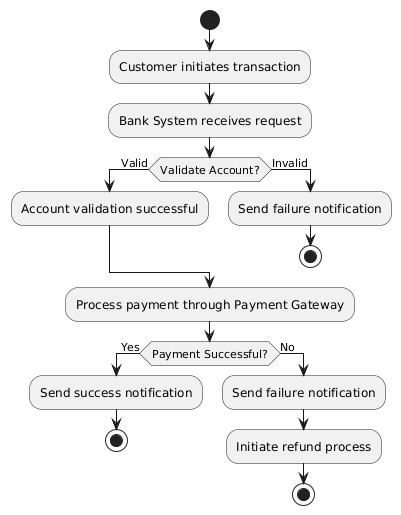 Customer initiates transaction
Bank System receives request
Valid
Validate Account?
Invalid
Account validation successful
Send failure notification
Process payment through Payment Gateway
Yes
Payment Successful?
No
Send success notification
Send failure notification
Initiate refund process